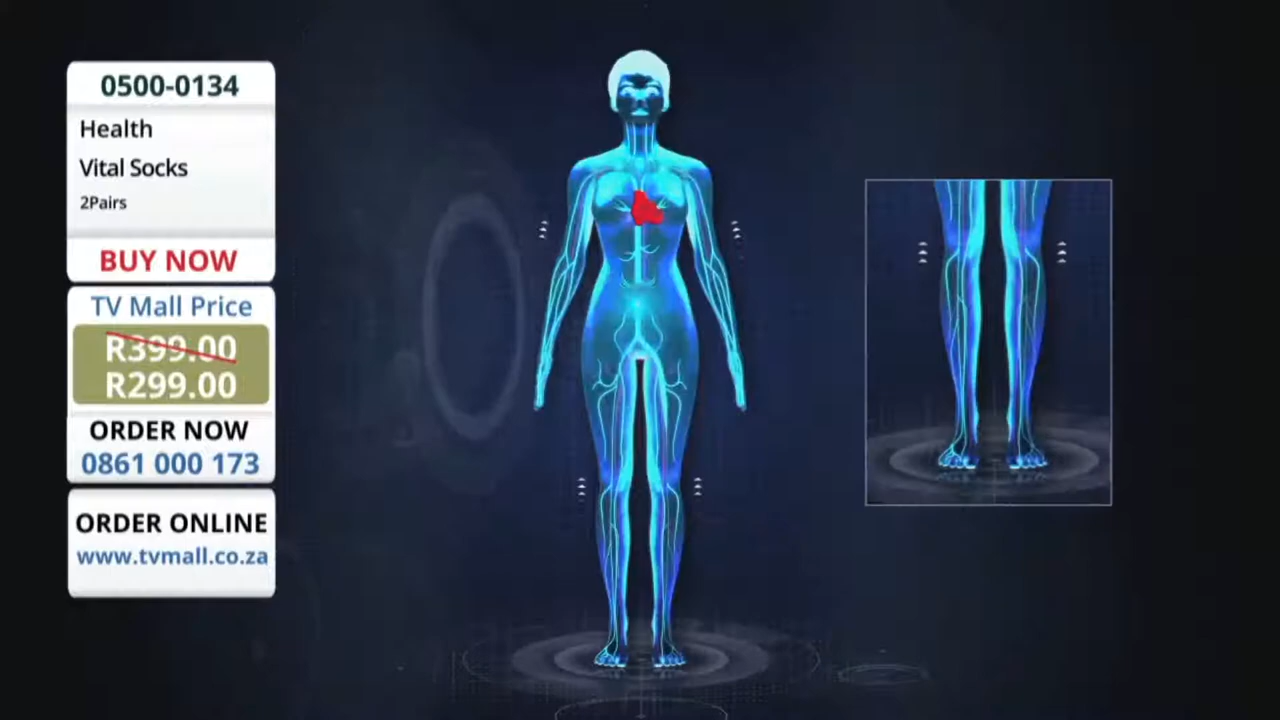 0500-0134
Health
Vital Socks
2Pairs
BUY NOW
TV Mall Price
R399.00
R299.00
ORDER NOW
0861 000 173
ORDER ONLINE
www.tvmall.co.za